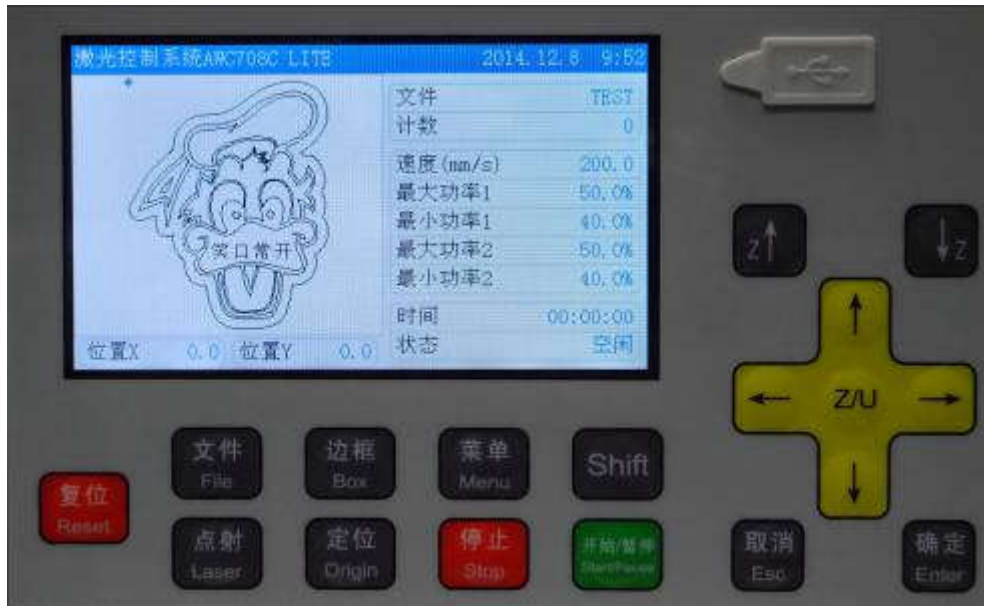 激光控制系统AWC708C LITE 2014.12.8 9:52
文件 TEST
计数 0
速度(mm/s) 200.0
最大功率1 50.0%
最小功率1 40.0%
最大功率2 50.0%
最小功率2 40.0%
时间 00:00:00
状态 空闲
笑口常开
位置X 0.0 位置Y 0.0
Z
Z
Z/U
文件
File
边框
Box
菜单
Menu
Shift
复位
Reset
点射
Laser
定位
Origin
停止
Stop
开始/暂停
Start/Pause
取消
Esc
确定
Enter